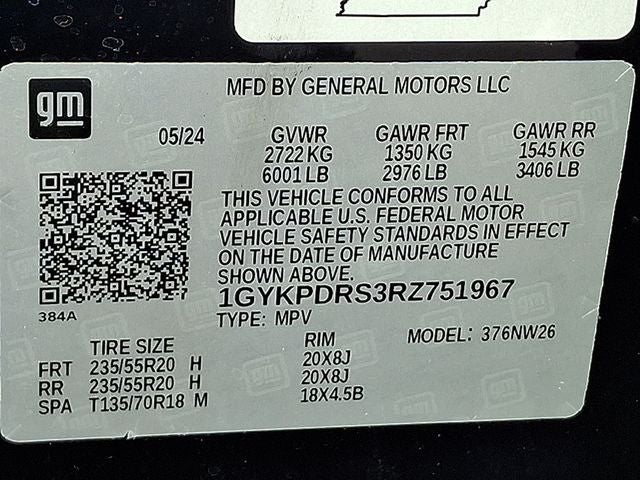 gm
MFD BY GENERAL MOTORS LLC
05/24 GVWR GAWR FRT GAWR RR
2722 KG 1350 KG 1545 KG
6001 LB 2976 LB 3406 LB
THIS VEHICLE CONFORMS TO ALL
APPLICABLE U.S. FEDERAL MOTOR
VEHICLE SAFETY STANDARDS IN EFFECT
ON THE DATE OF MANUFACTURE
SHOWN ABOVE.
1GYKPDRS3RZ751967
384A
TYPE: MPV
TIRE SIZE RIM MODEL: 376NW26
FRT 235/55R20 H 20X8J
RR 235/55R20 H 20X8J
SPA T135/70R18 M 18X4.5B